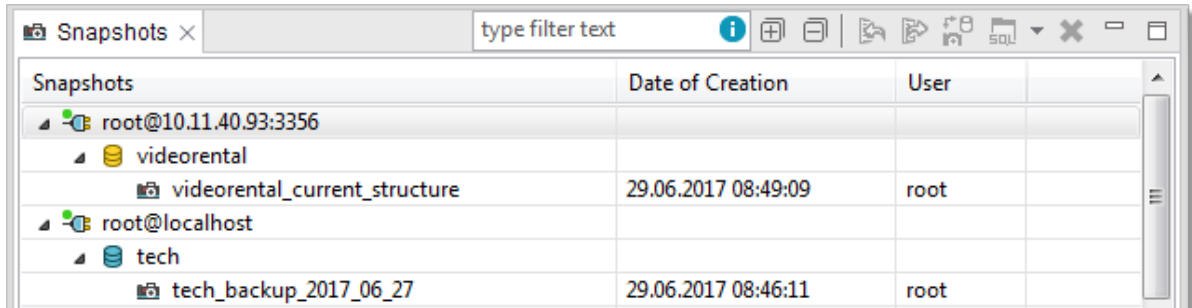 Snapshots
type filter text
SQL
Snapshots Date of Creation User
root@10.11.40.93:3356
videorental
videorental_current_structure 29.06.2017 08:49:09 root
root@localhost
tech
tech_backup_2017_06_27 29.06.2017 08:46:11 root